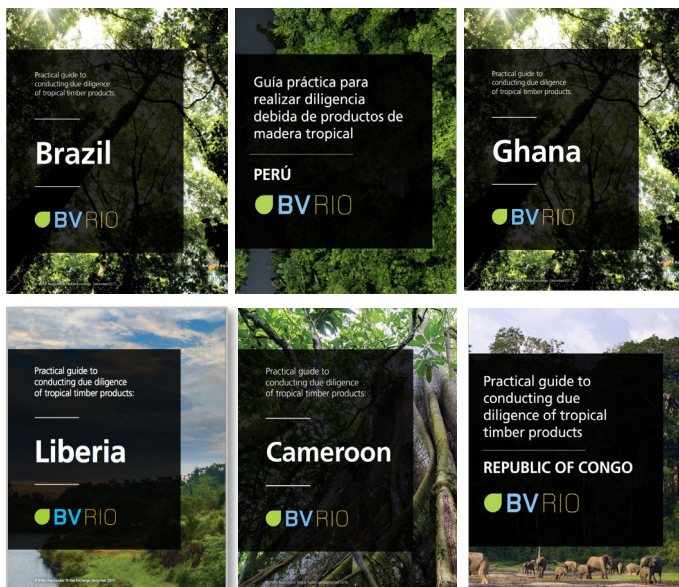 Practical guide to
conducting due diligence
of tropical timber products:
Brazil
BVRIO
Guía práctica para
realizar diligencia
debida de productos de
madera tropical
PERÚ
BVRIO
Practical guide to
conducting due diligence
of tropical timber products:
Ghana
BVRIO
Practical guide to
conducting due diligence
of tropical timber products:
Liberia
BVRIO
Practical guide to
conducting due diligence
of tropical timber products:
Cameroon
BVRIO
Practical guide to
conducting due
diligence of tropical
timber products
REPUBLIC OF CONGO
BVRIO